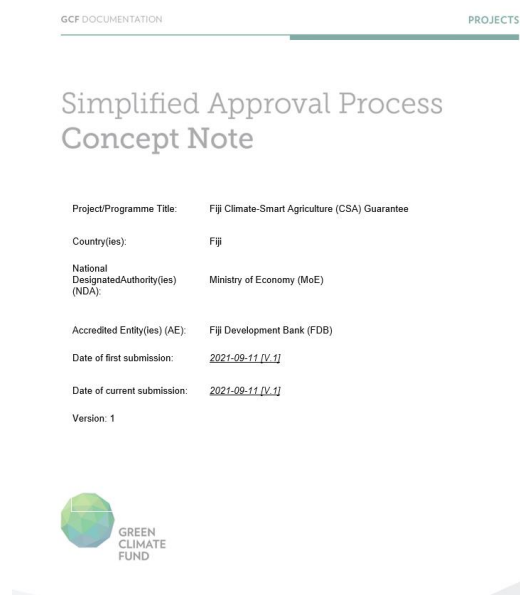 GCF DOCUMENTATION PROJECTS
Simplified Approval Process
Concept Note
Project/Programme Title: Fiji Climate-Smart Agriculture (CSA) Guarantee
Country(ies): Fiji
National
DesignatedAuthority(ies)
(NDA): Ministry of Economy (MoE)
Accredited Entity(ies) (AE): Fiji Development Bank (FDB)
Date of first submission: 2021-09-11 [V.1]
Date of current submission: 2021-09-11 [V.1]
Version: 1
GREEN
CLIMATE
FUND